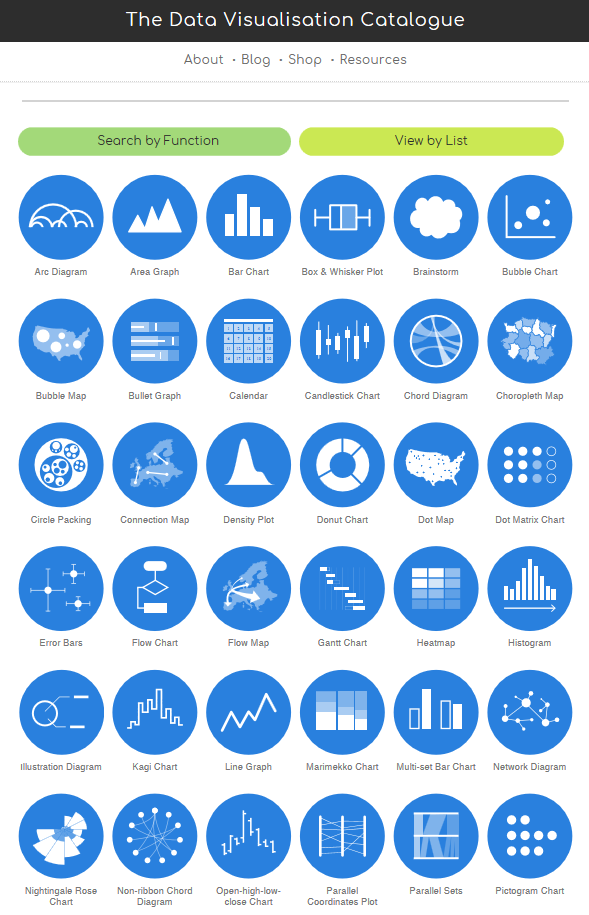 The Data Visualisation Catalogue
About · Blog · Shop · Resources
Search by Function
View by List
Arc Diagram
Area Graph
Bar Chart
Box & Whisker Plot
Brainstorm
Bubble Chart
Bubble Map
Bullet Graph
Calendar
Candlestick Chart
Chord Diagram
Choropleth Map
Circle Packing
Connection Map
Density Plot
Donut Chart
Dot Map
Dot Matrix Chart
Error Bars
Flow Chart
Flow Map
Gantt Chart
Heatmap
Histogram
Illustration Diagram
Kagi Chart
Line Graph
Marimekko Chart
Multi-set Bar Chart
Network Diagram
Nightingale Rose
Chart
Non-ribbon Chord
Diagram
Open-high-low-
close Chart
Parallel
Coordinates Plot
Parallel Sets
Pictogram Chart